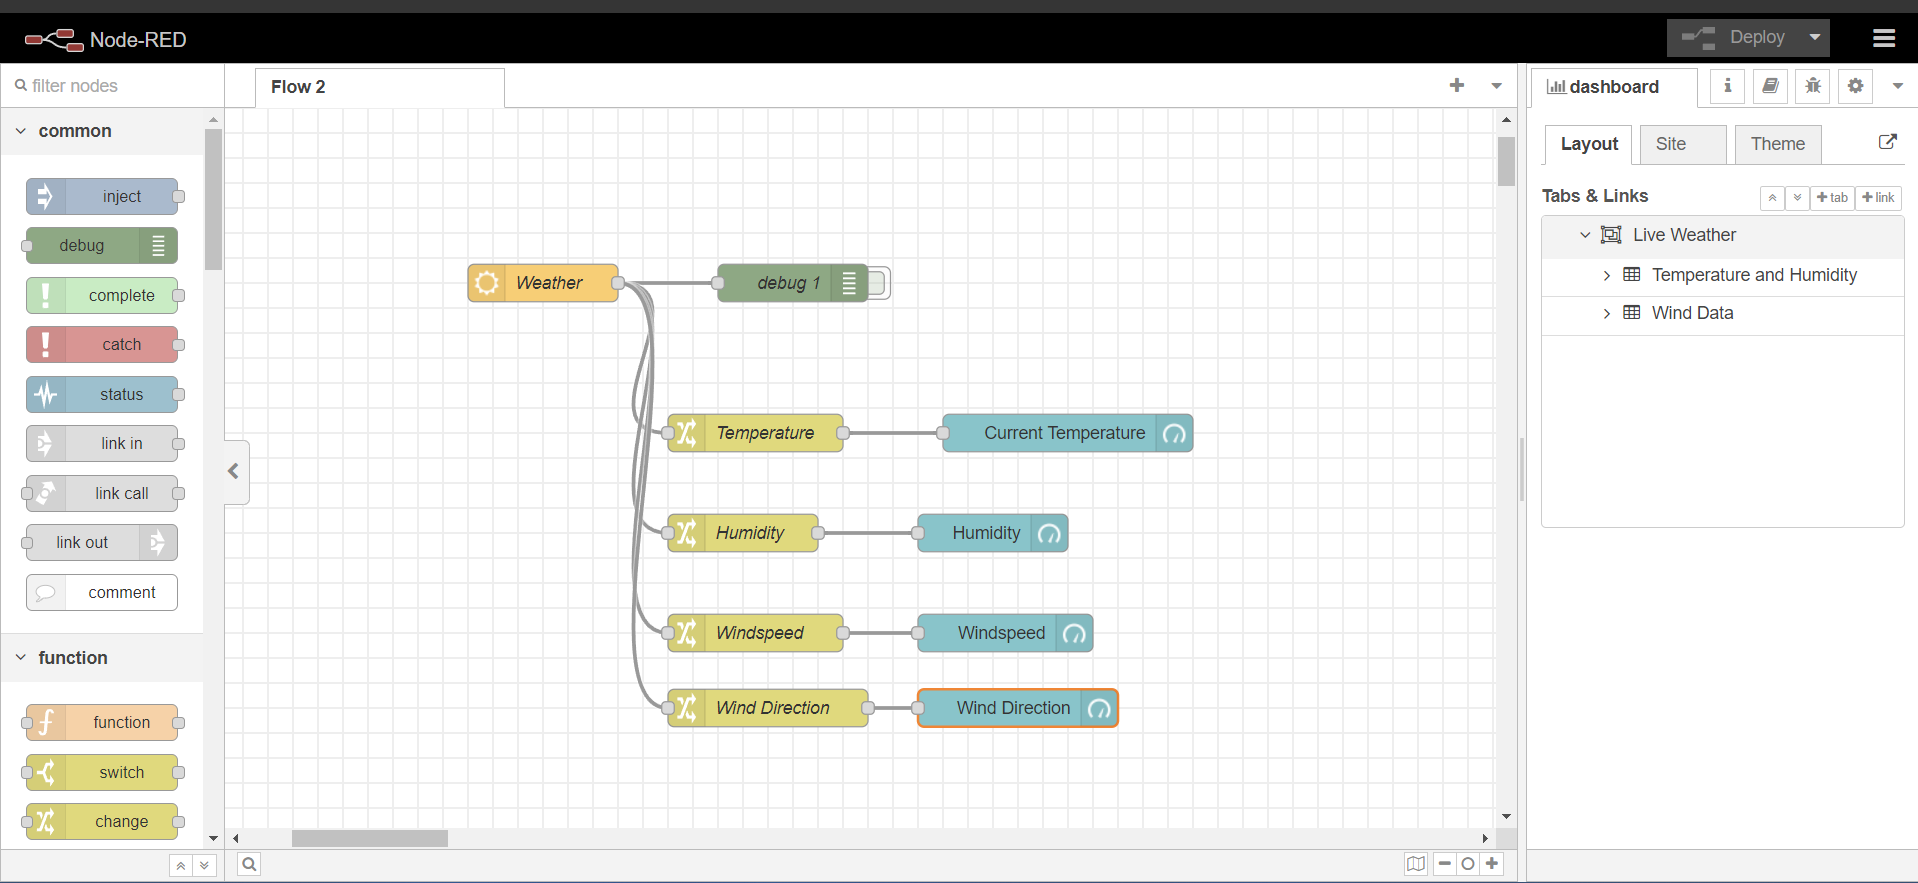 Node-RED
Deploy
filter nodes
common
inject
debug
complete
catch
status
link in
link call
link out
comment
function
function
switch
change
Flow 2
Weather
debug 1
Temperature
Current Temperature
Humidity
Humidity
Windspeed
Windspeed
Wind Direction
Wind Direction
dashboard
i
Layout
Site
Theme
Tabs & Links
+ tab
+ link
Live Weather
Temperature and Humidity
Wind Data